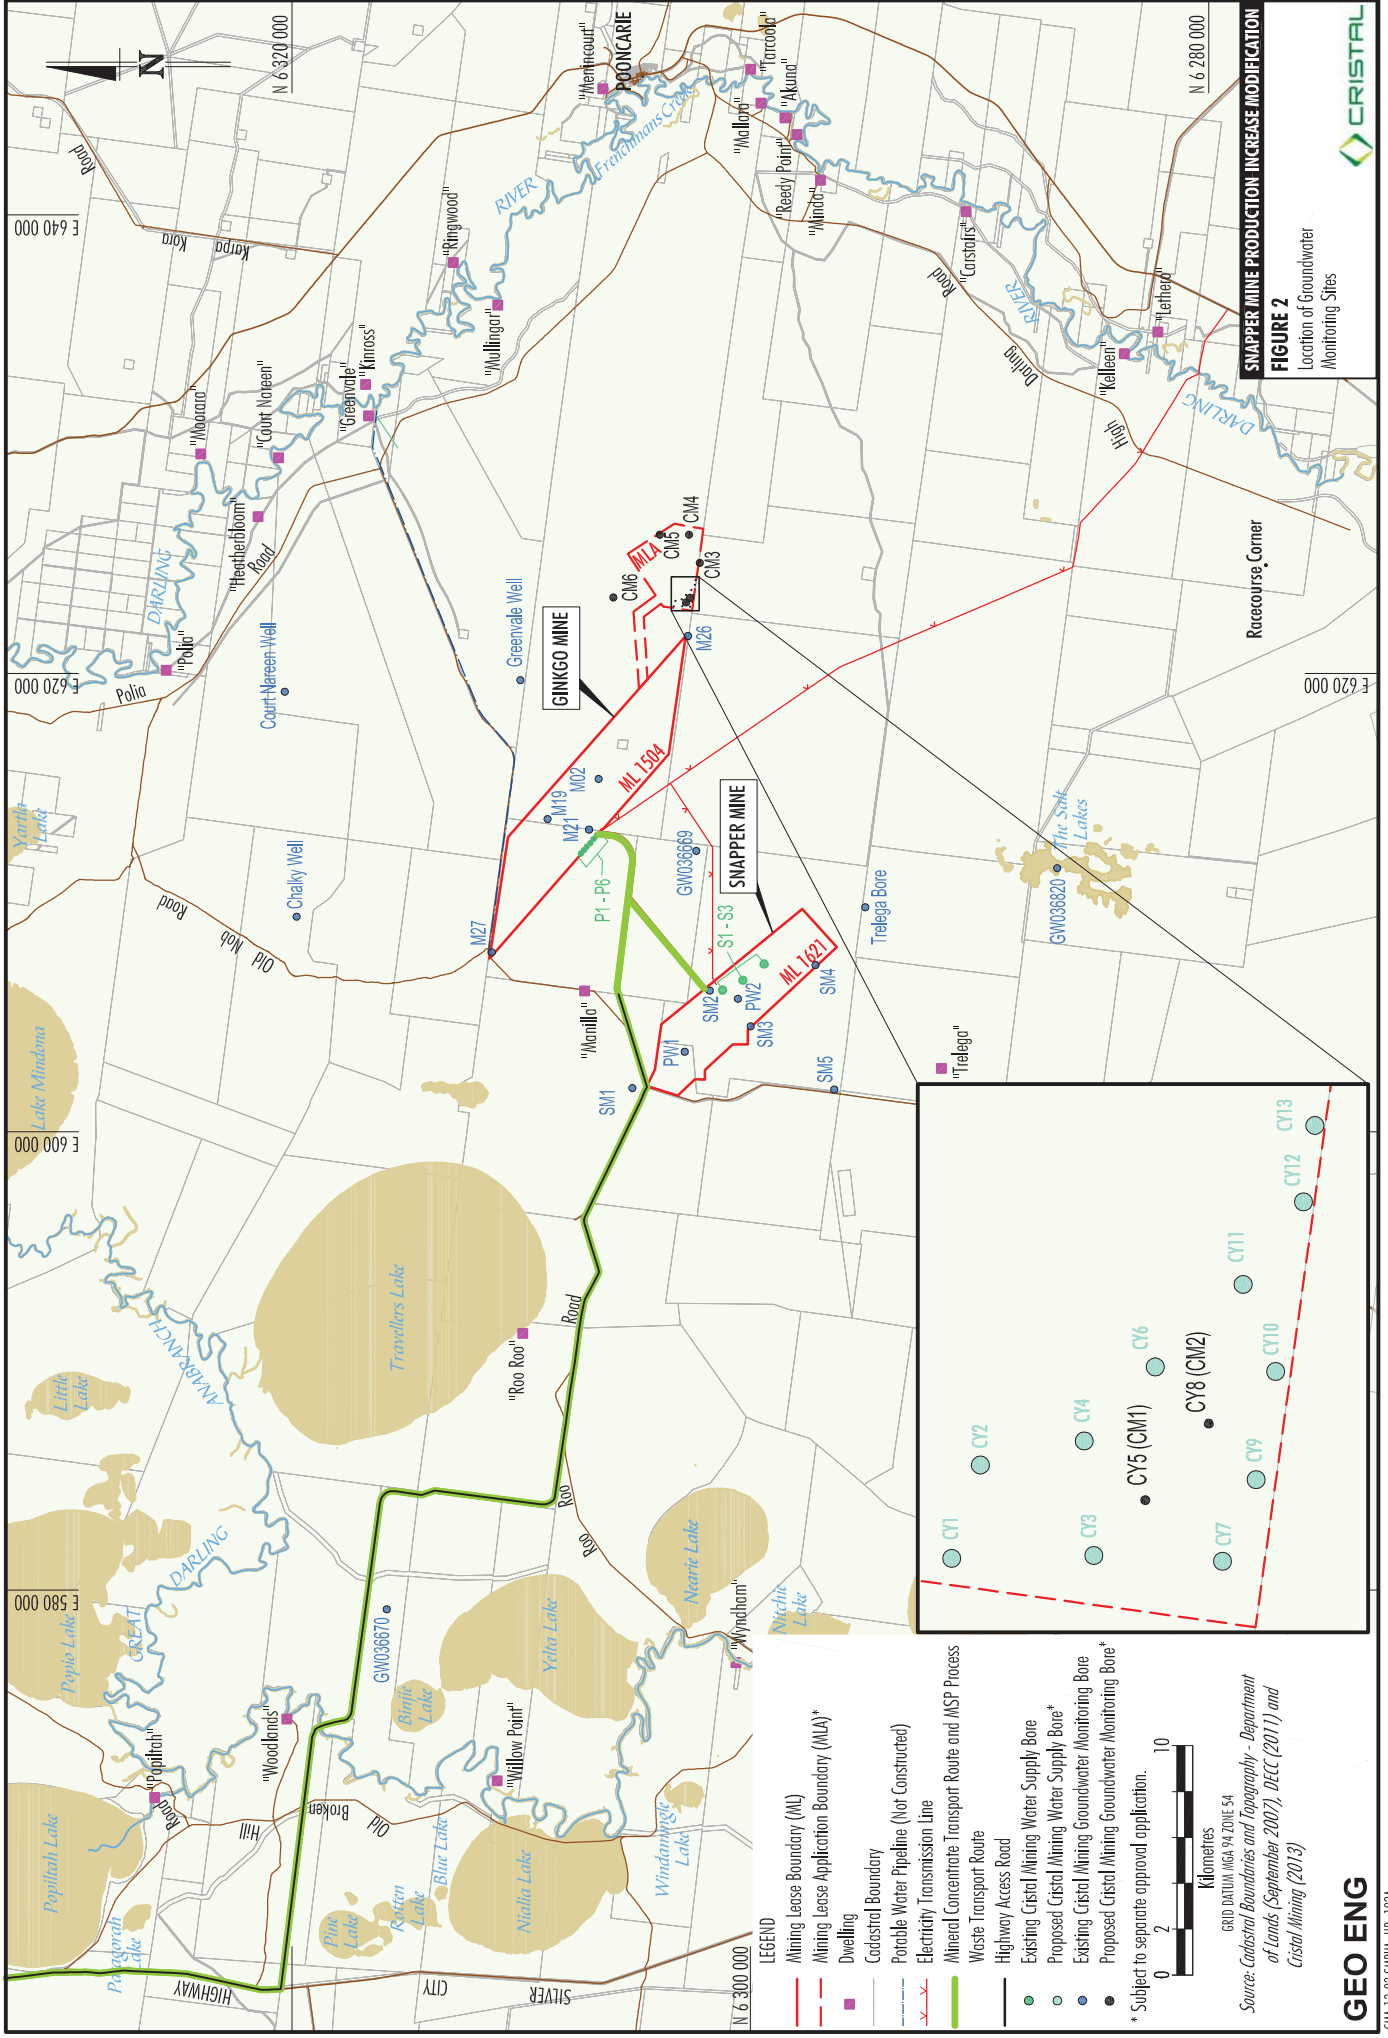 N
N 6 320 000
N 6 280 000
N 6 300 000
E 640 000
E 620 000
E 620 000
E 600 000
E 580 000
Popiltah Lake
Popio Lake
Little
Lake
Lake Mindona
Yartla
Lake
Travellers Lake
Paragorah
Lake
Pine
Lake
Rotten
Lake
Blue Lake
Nialia Lake
Windamingle
Lake
Binjie
Lake
Yelta Lake
Nearie Lake
Nitchie
Lake
The Salt
Lakes
GREAT
DARLING
ANABRANCH
DARLING
RIVER
Frenchmans Creek
RIVER
DARLING
"Popiltah"
"Woodlands"
"Willow Point"
"Wyndham"
"Roo Roo"
"Manilla"
"Trelega"
"Polia"
"Heatherbloom"
"Moorara"
"Court Nareen"
"Greenvale"
"Kinross"
"Ringwood"
"Mullingar"
"Menincourt"
POONCARIE
"Tarcoola"
"Mallara"
"Akuna"
"Reedy Point"
"Minda"
"Carstairs"
"Kelleen"
"Lethero"
Racecourse Corner
HIGHWAY
CITY
SILVER
Road
Hill
Broken
Old
Roo
Roo
Road
Old Nob
Road
Polia
Road
Karpa
Kora
Road
High
Darling
Road
GW036670
Chalky Well
Court Nareen Well
Greenvale Well
M27
M19
M02
M21
M26
P1 - P6
GW036669
S1 - S3
SM1
SM2
SM3
SM4
SM5
PW1
PW2
Trelega Bore
GW036820
GINKGO MINE
ML 1504
SNAPPER MINE
ML 1621
MLA
CM6
CM5
CM4
CM3
CY1
CY2
CY3
CY4
CY5 (CM1)
CY6
CY7
CY8 (CM2)
CY9
CY10
CY11
CY12
CY13
LEGEND
Mining Lease Boundary (ML)
Mining Lease Application Boundary (MLA)*
Dwelling
Cadastral Boundary
Potable Water Pipeline (Not Constructed)
Electricity Transmission Line
Mineral Concentrate Transport Route and MSP Process
Waste Transport Route
Highway Access Road
Existing Cristal Mining Water Supply Bore
Proposed Cristal Mining Water Supply Bore*
Existing Cristal Mining Groundwater Monitoring Bore
Proposed Cristal Mining Groundwater Monitoring Bore*
* Subject to separate approval application.
0 2 10
Kilometres
GRID DATUM MGA 94 ZONE 54
Source: Cadastral Boundaries and Topography - Department
of Lands (September 2007), DECC (2011) and
Cristal Mining (2013)
GEO ENG
SNAPPER MINE PRODUCTION INCREASE MODIFICATION
FIGURE 2
Location of Groundwater
Monitoring Sites
CRISTAL